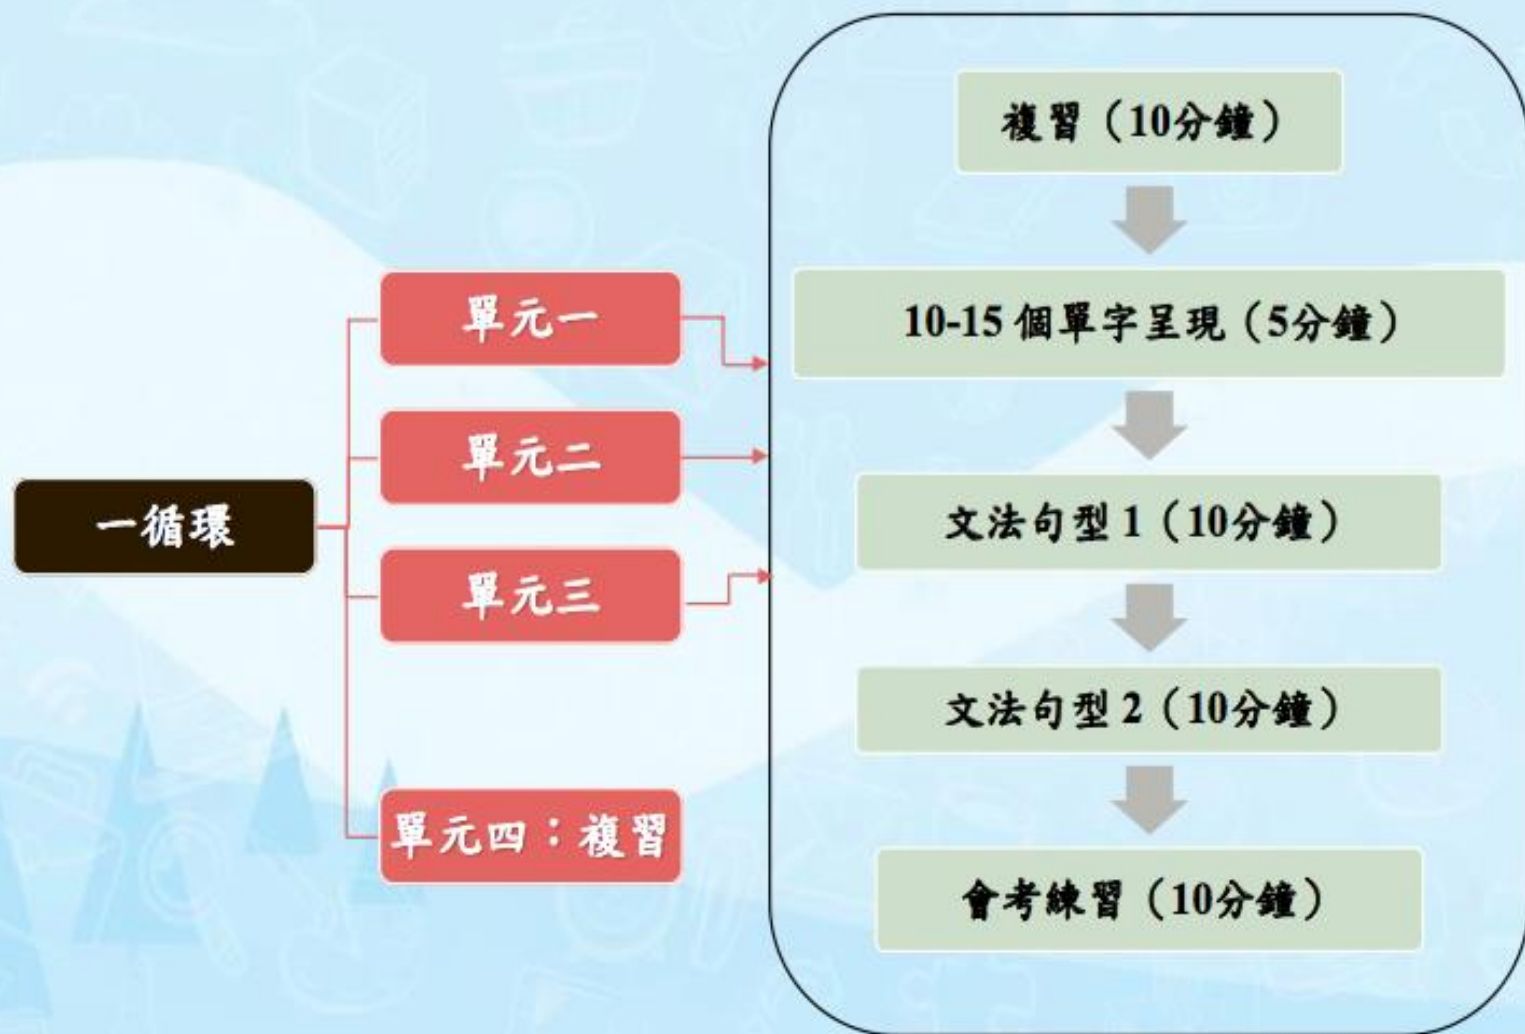 一循環
單元一
單元二
單元三
單元四：複習
複習（10分鐘）
10-15 個單字呈現（5分鐘）
文法句型 1（10分鐘）
文法句型 2（10分鐘）
會考練習（10分鐘）